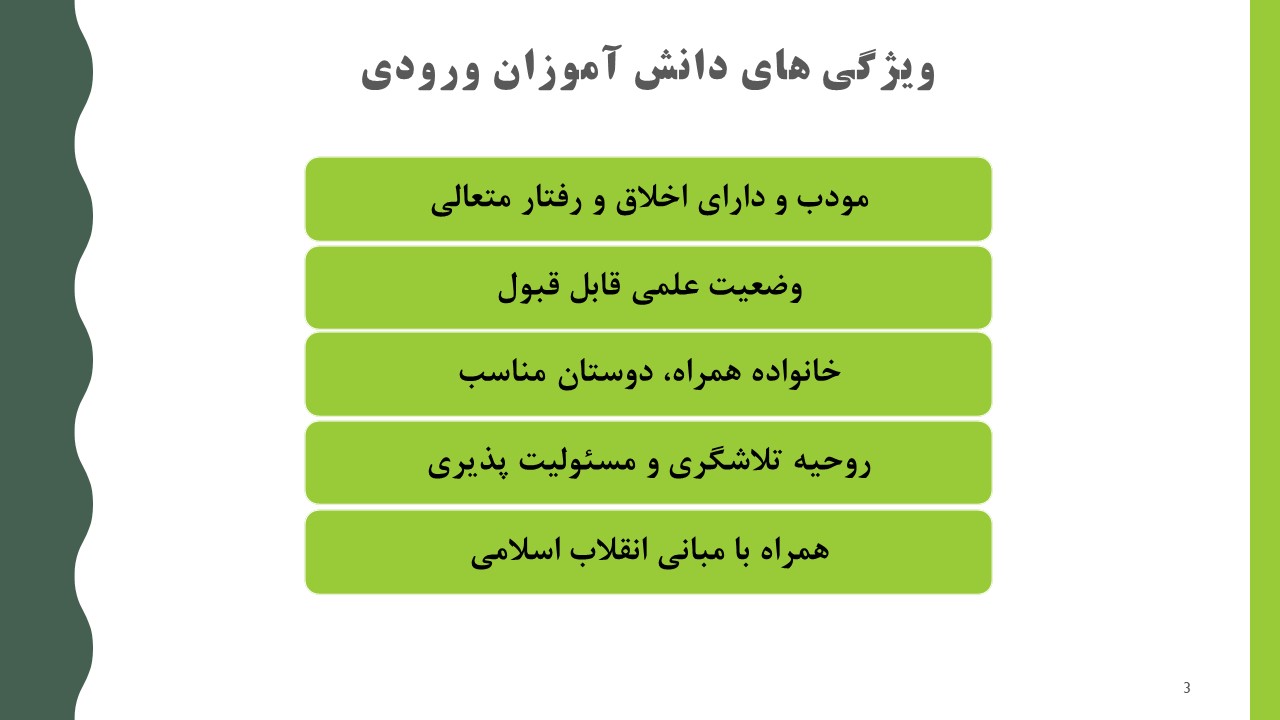 ویژگی های دانش آموزان ورودی
مودب و دارای اخلاق و رفتار متعالی
وضعیت علمی قابل قبول
خانواده همراه، دوستان مناسب
روحیه تلاشگری و مسئولیت پذیری
همراه با مبانی انقلاب اسلامی
3